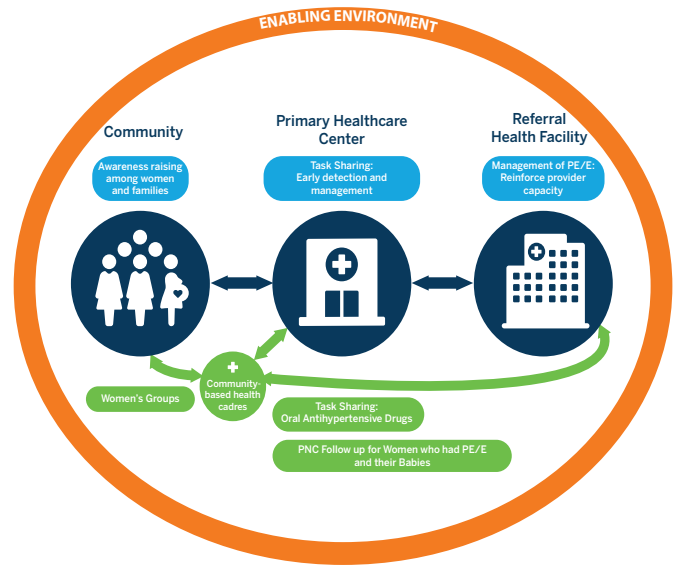 ENABLING ENVIRONMENT
Community
Primary Healthcare
Center
Referral
Health Facility
Awareness raising
among women
and families
Task Sharing:
Early detection and
management
Management of PE/E:
Reinforce provider
capacity
Women's Groups
Community-
based health
cadres
Task Sharing:
Oral Antihypertensive Drugs
PNC Follow up for Women who had PE/E
and their Babies